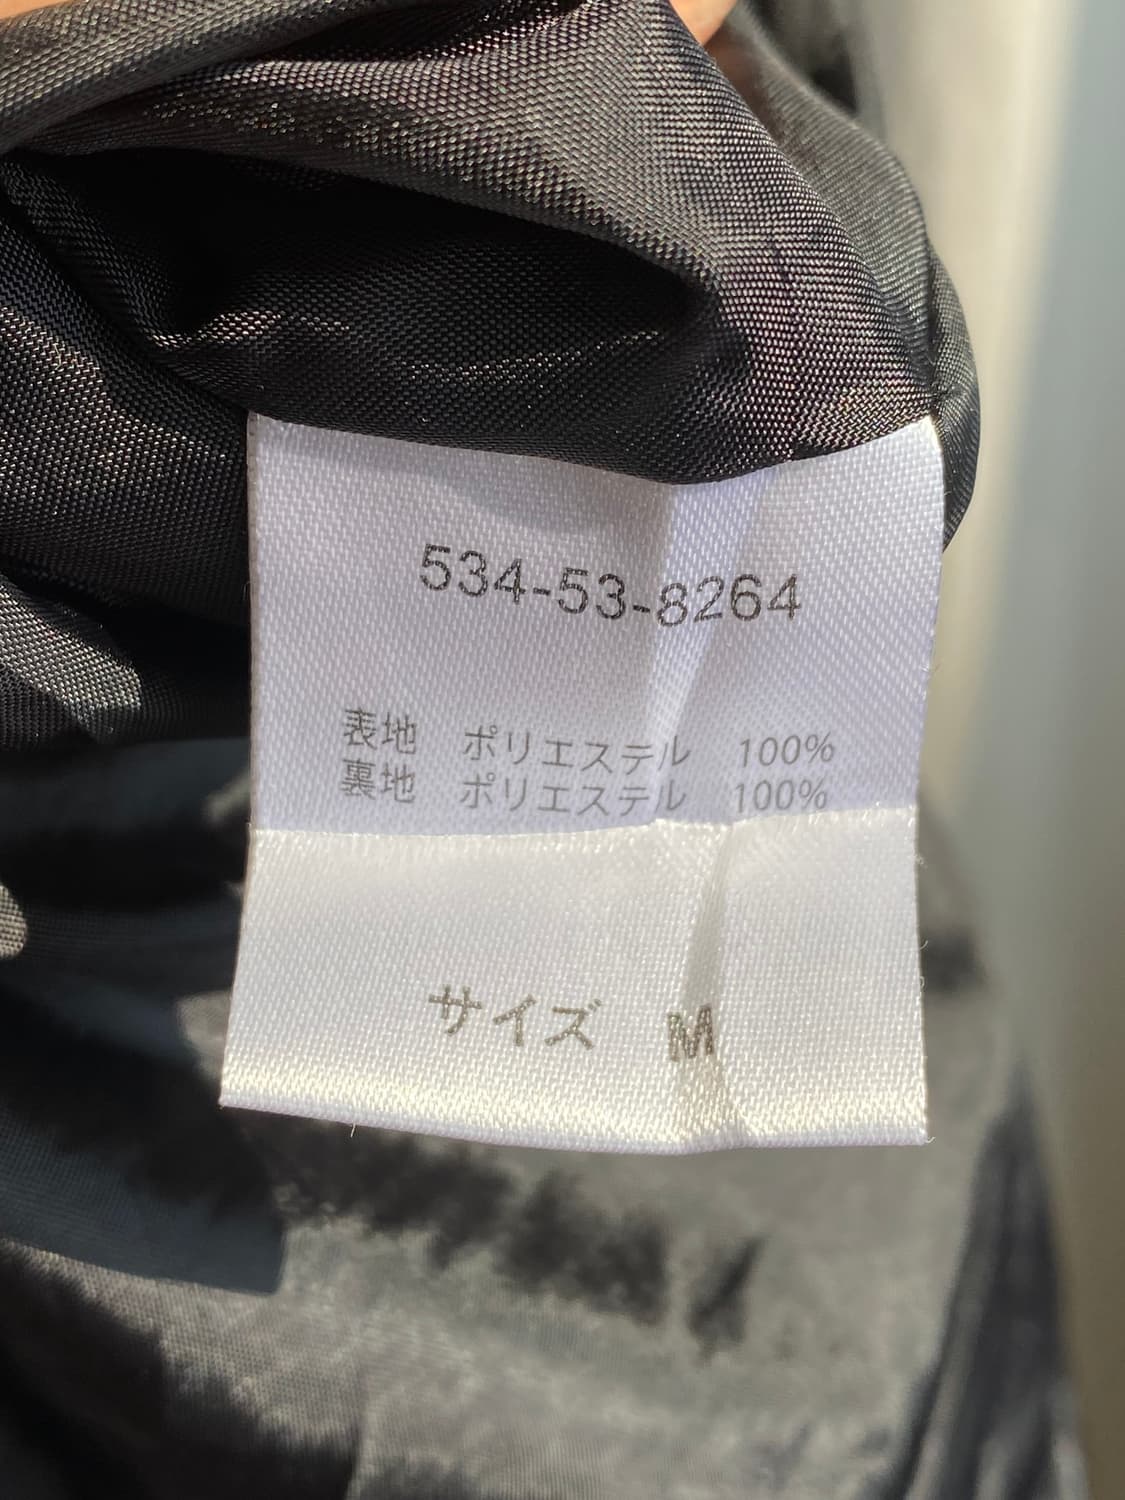 534-53-8264
表地 ポリエステル 100%
裏地 ポリエステル 100%
サイズ M